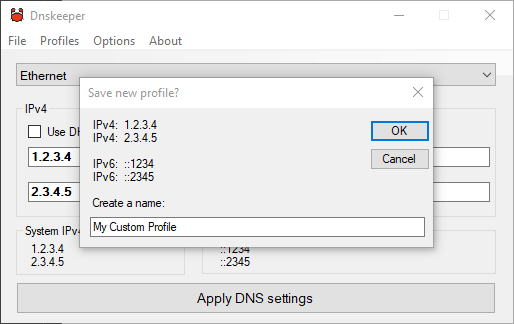 Dnskeeper
File Profiles Options About
Ethernet
Save new profile?
IPv4
IPv4: 1.2.3.4
IPv4: 2.3.4.5
OK
Use
1.2.3.4
IPv6: ::1234
IPv6: ::2345
Cancel
2.3.4.5
Create a name:
My Custom Profile
System IPv4
1.2.3.4
2.3.4.5
::1234
::2345
Apply DNS settings